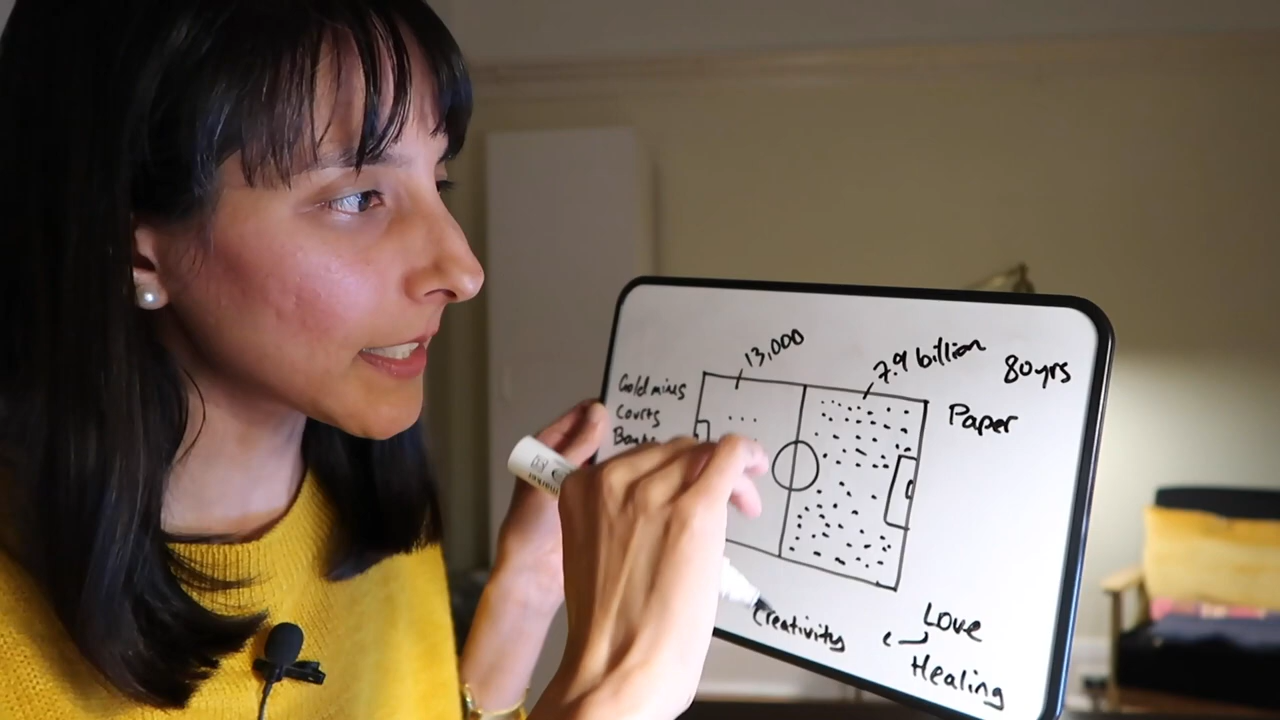 13,000
7.9 billion
80yrs
Gold mines
Courts
Paper
Creativity
Love
Healing